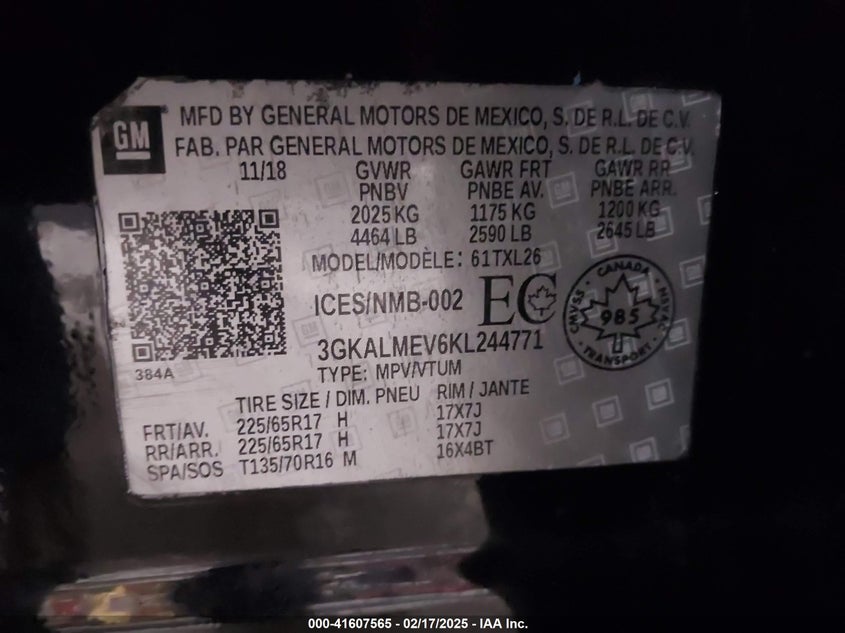 GM
MFD BY GENERAL MOTORS DE MEXICO, S. DE R.L. DE C.V.
FAB. PAR GENERAL MOTORS DE MEXICO, S. DE R.L. DE C.V.
11/18 GVWR GAWR FRT GAWR RR
PNBV PNBE AV. PNBE ARR.
2025 KG 1175 KG 1200 KG
4464 LB 2590 LB 2645 LB
MODEL/MODÈLE: 61TXL26
ICES/NMB-002 EC
CANADA
CMVSS 985 NSVAC
TRANSPORT
3GKALMEV6KL244771
384A
TYPE: MPV/VTUM
TIRE SIZE / DIM. PNEU RIM / JANTE
FRT/AV. 225/65R17 H 17X7J
RR/ARR. 225/65R17 H 17X7J
SPA/SOS T135/70R16 M 16X4BT
000-41607565 - 02/17/2025 - IAA Inc.